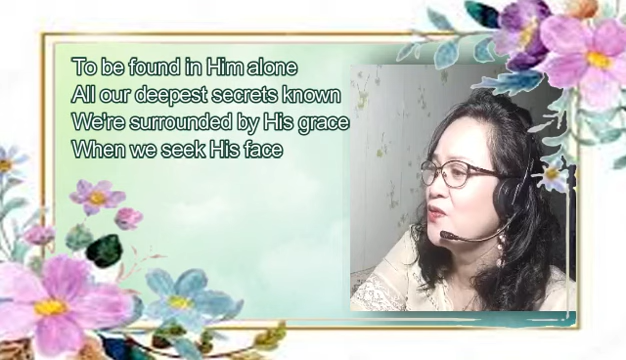 To be found in Him alone
All our deepest secrets known
We're surrounded by His grace
When we seek His face